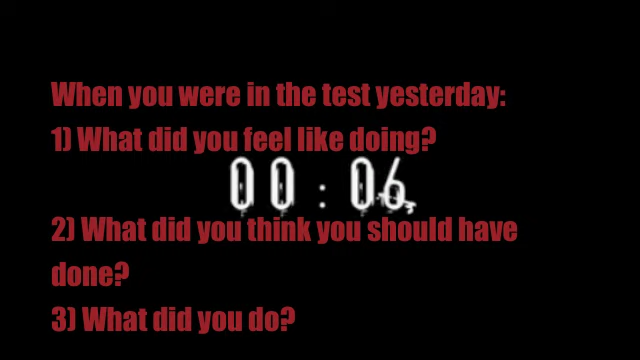 When you were in the test yesterday:
1) What did you feel like doing?
00 : 06
2) What did you think you should have
done?
3) What did you do?